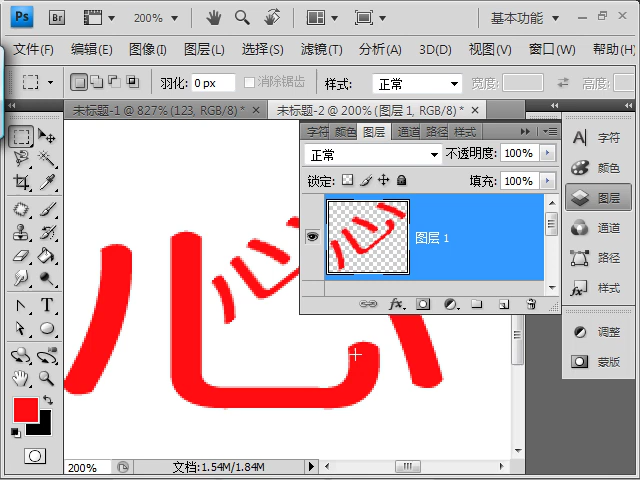 Ps Br 200% 基本功能
文件(F) 编辑(E) 图像(I) 图层(L) 选择(S) 滤镜(T) 分析(A) 3D(D) 视图(V) 窗口(W) 帮助(H)
羽化: 0 px 消除锯齿 样式: 正常 宽度: 高度:
未标题-1 @ 827% (123, RGB/8) * × 未标题-2 @ 200% (图层 1, RGB/8) * ×
字符 颜色 图层 通道 路径 样式
正常 不透明度: 100%
锁定: 填充: 100%
图层 1
fx
字符
颜色
图层
通道
路径
样式
调整
蒙版
心
心
200% 文档:1.54M/1.84M